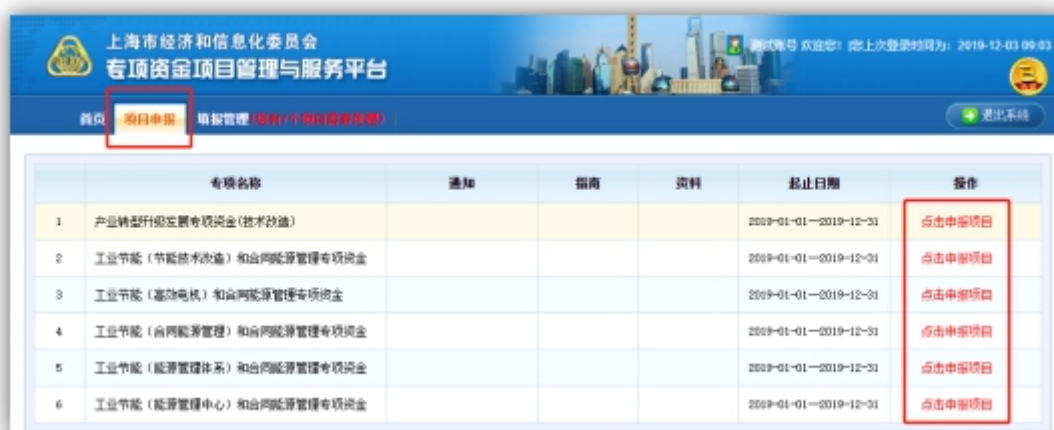 上海市经济和信息化委员会
专项资金项目管理与服务平台
测试账号 欢迎您! 您上次登录时间为: 2019-12-03 09:03
首页 项目申报 填报管理 退出系统
专项名称 通知 指南 资料 起止日期 操作
1 产业转型升级发展专项资金(技术改造) 2019-01-01—2019-12-31 点击申报项目
2 工业节能（节能技术改造）和合同能源管理专项资金 2019-01-01—2019-12-31 点击申报项目
3 工业节能（高效电机）和合同能源管理专项资金 2019-01-01—2019-12-31 点击申报项目
4 工业节能（合同能源管理）和合同能源管理专项资金 2019-01-01—2019-12-31 点击申报项目
5 工业节能（能源管理体系）和合同能源管理专项资金 2019-01-01—2019-12-31 点击申报项目
6 工业节能（能源管理中心）和合同能源管理专项资金 2019-01-01—2019-12-31 点击申报项目